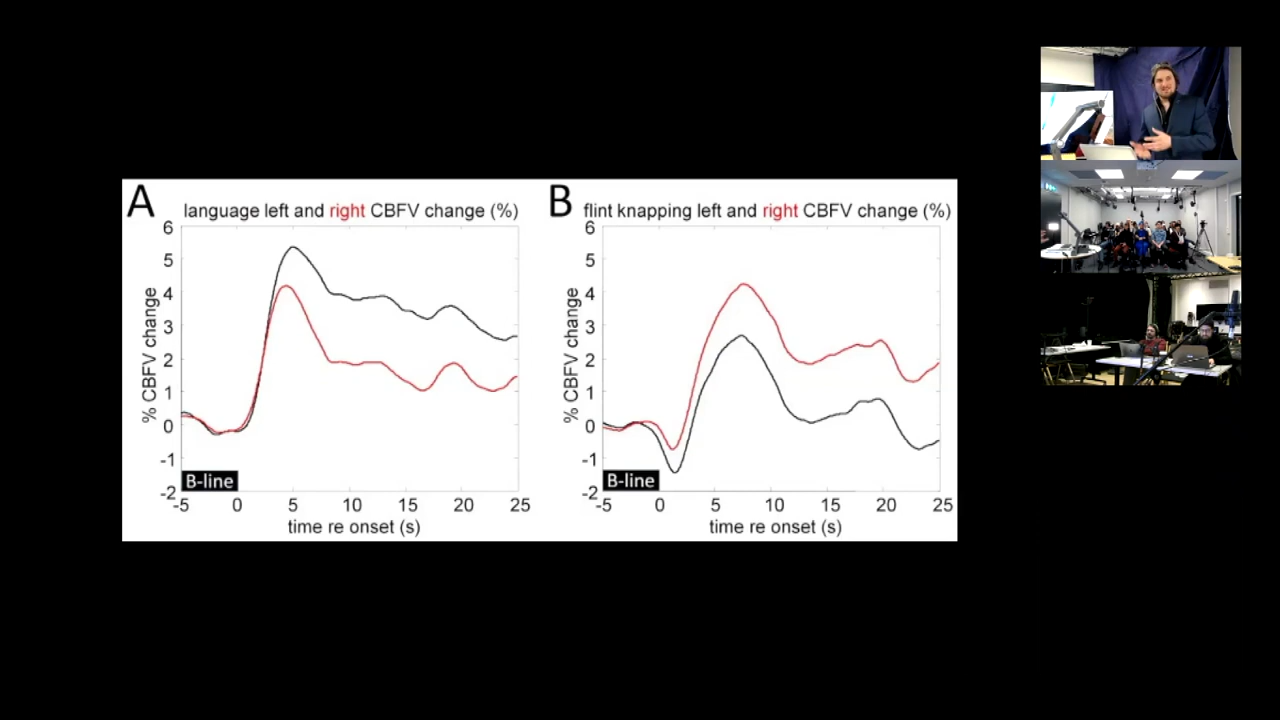 A
language left and right CBFV change (%)
6
5
4
3
2
1
0
-1
-2
% CBFV change
B-line
-5 0 5 10 15 20 25
time re onset (s)
B
flint knapping left and right CBFV change (%)
6
5
4
3
2
1
0
-1
-2
% CBFV change
B-line
-5 0 5 10 15 20 25
time re onset (s)